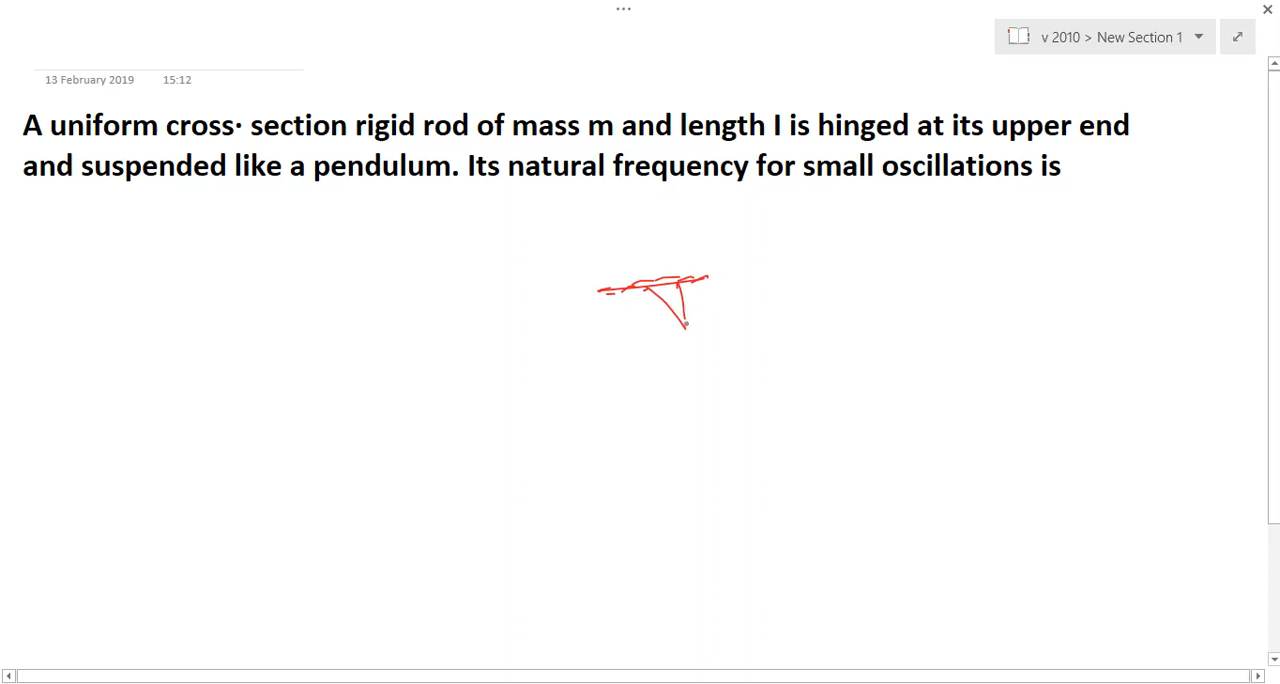 v 2010 > New Section 1
13 February 2019 15:12
A uniform cross· section rigid rod of mass m and length I is hinged at its upper end
and suspended like a pendulum. Its natural frequency for small oscillations is